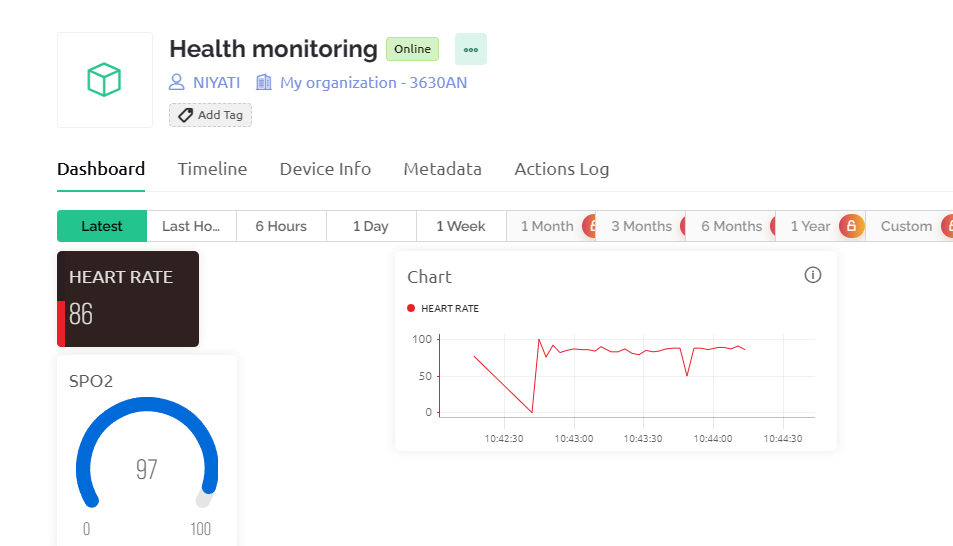 Health monitoring Online
NIYATI My organization - 3630AN
Add Tag
Dashboard Timeline Device Info Metadata Actions Log
Latest Last Ho... 6 Hours 1 Day 1 Week 1 Month 3 Months 6 Months 1 Year Custom
HEART RATE
86
Chart
HEART RATE
100
50
0
10:42:30 10:43:00 10:43:30 10:44:00 10:44:30
SPO2
97
0 100